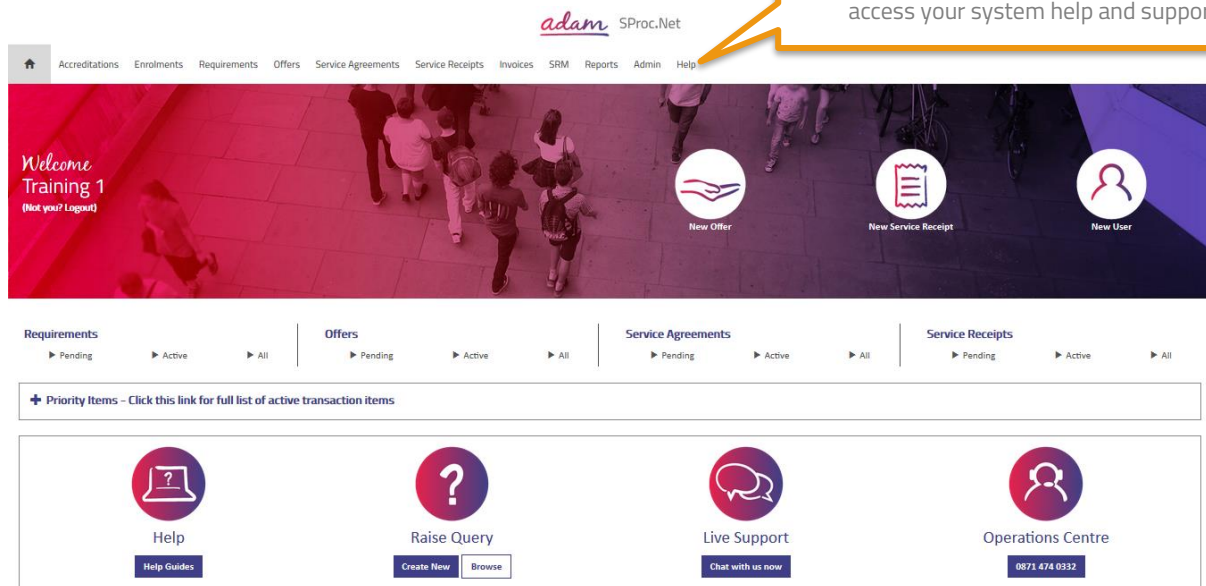 access your system help and suppor
adam SProc.Net
Accreditations Enrolments Requirements Offers Service Agreements Service Receipts Invoices SRM Reports Admin Help
Welcome
Training 1
(Not you? Logout)
New Offer New Service Receipt New User
Requirements Offers Service Agreements Service Receipts
Pending Active All Pending Active All Pending Active All Pending Active All
+ Priority Items - Click this link for full list of active transaction items
? ?
Help Raise Query Live Support Operations Centre
Help Guides Create New Browse Chat with us now 0871 474 0332